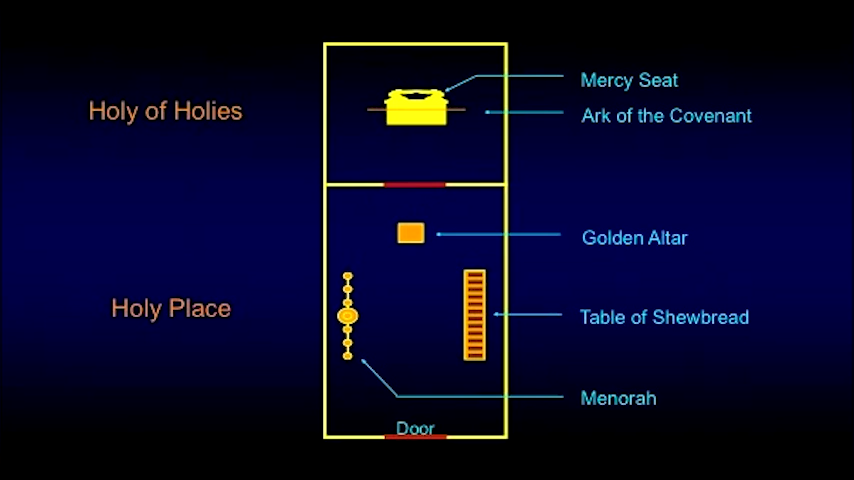 Mercy Seat
Holy of Holies
Ark of the Covenant
Golden Altar
Holy Place
Table of Shewbread
Menorah
Door